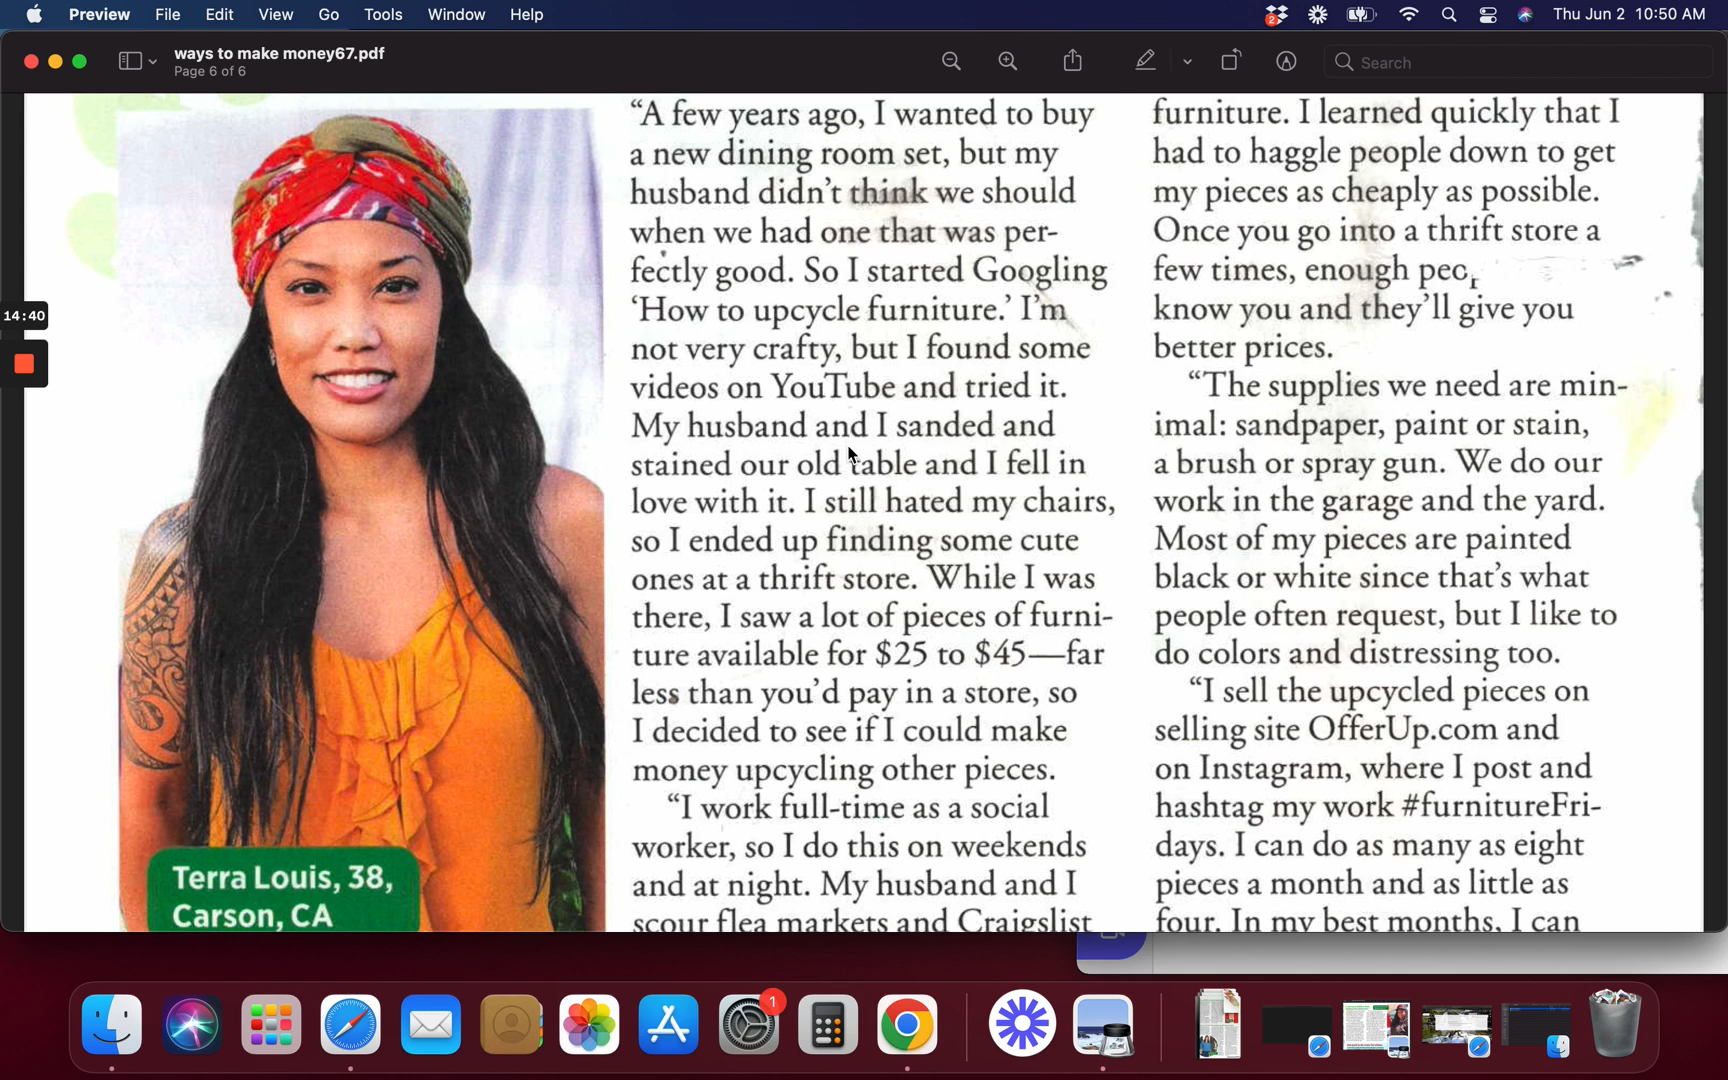 Preview File Edit View Go Tools Window Help
2
Thu Jun 2 10:50 AM
ways to make money67.pdf
Page 6 of 6
Search
14:40
“A few years ago, I wanted to buy
a new dining room set, but my
husband didn’t think we should
when we had one that was per-
fectly good. So I started Googling
‘How to upcycle furniture.’ I’m
not very crafty, but I found some
videos on YouTube and tried it.
My husband and I sanded and
stained our old table and I fell in
love with it. I still hated my chairs,
so I ended up finding some cute
ones at a thrift store. While I was
there, I saw a lot of pieces of furni-
ture available for $25 to $45—far
less than you’d pay in a store, so
I decided to see if I could make
money upcycling other pieces.
“I work full-time as a social
worker, so I do this on weekends
and at night. My husband and I
scour flea markets and Craigslist
furniture. I learned quickly that I
had to haggle people down to get
my pieces as cheaply as possible.
Once you go into a thrift store a
few times, enough
know you and they’ll give you
better prices.
“The supplies we need are min-
imal: sandpaper, paint or stain,
a brush or spray gun. We do our
work in the garage and the yard.
Most of my pieces are painted
black or white since that’s what
people often request, but I like to
do colors and distressing too.
“I sell the upcycled pieces on
selling site OfferUp.com and
on Instagram, where I post and
hashtag my work #furnitureFri-
days. I can do as many as eight
pieces a month and as little as
four. In my best months, I can
Terra Louis, 38,
Carson, CA
1